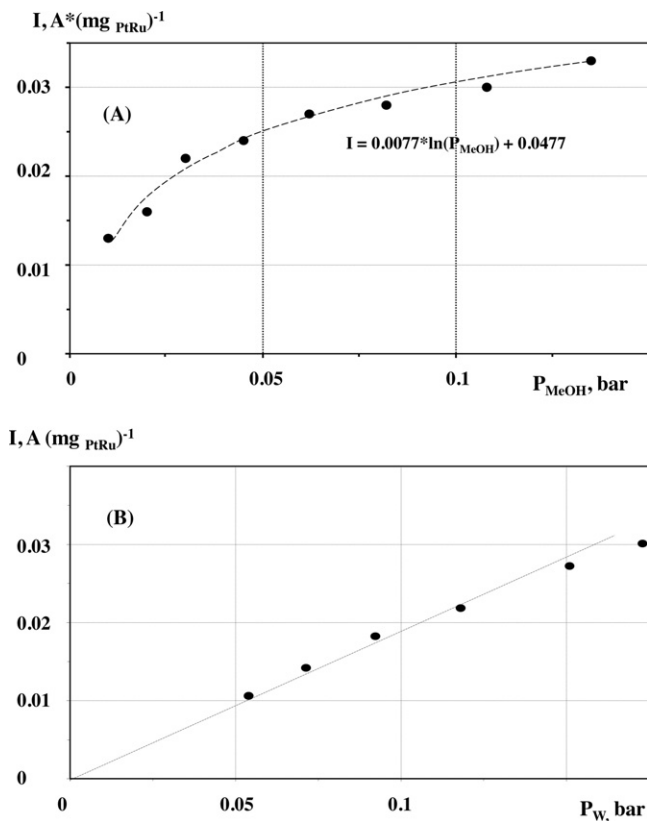 I, A*(mg PtRu)-1
0.03
(A)
I = 0.0077*ln(PMeOH) + 0.0477
0.02
0.01
0
0
0.05
0.1
PMeOH, bar
I, A (mg PtRu)-1
(B)
0.03
0.02
0.01
0
0
0.05
0.1
PW, bar